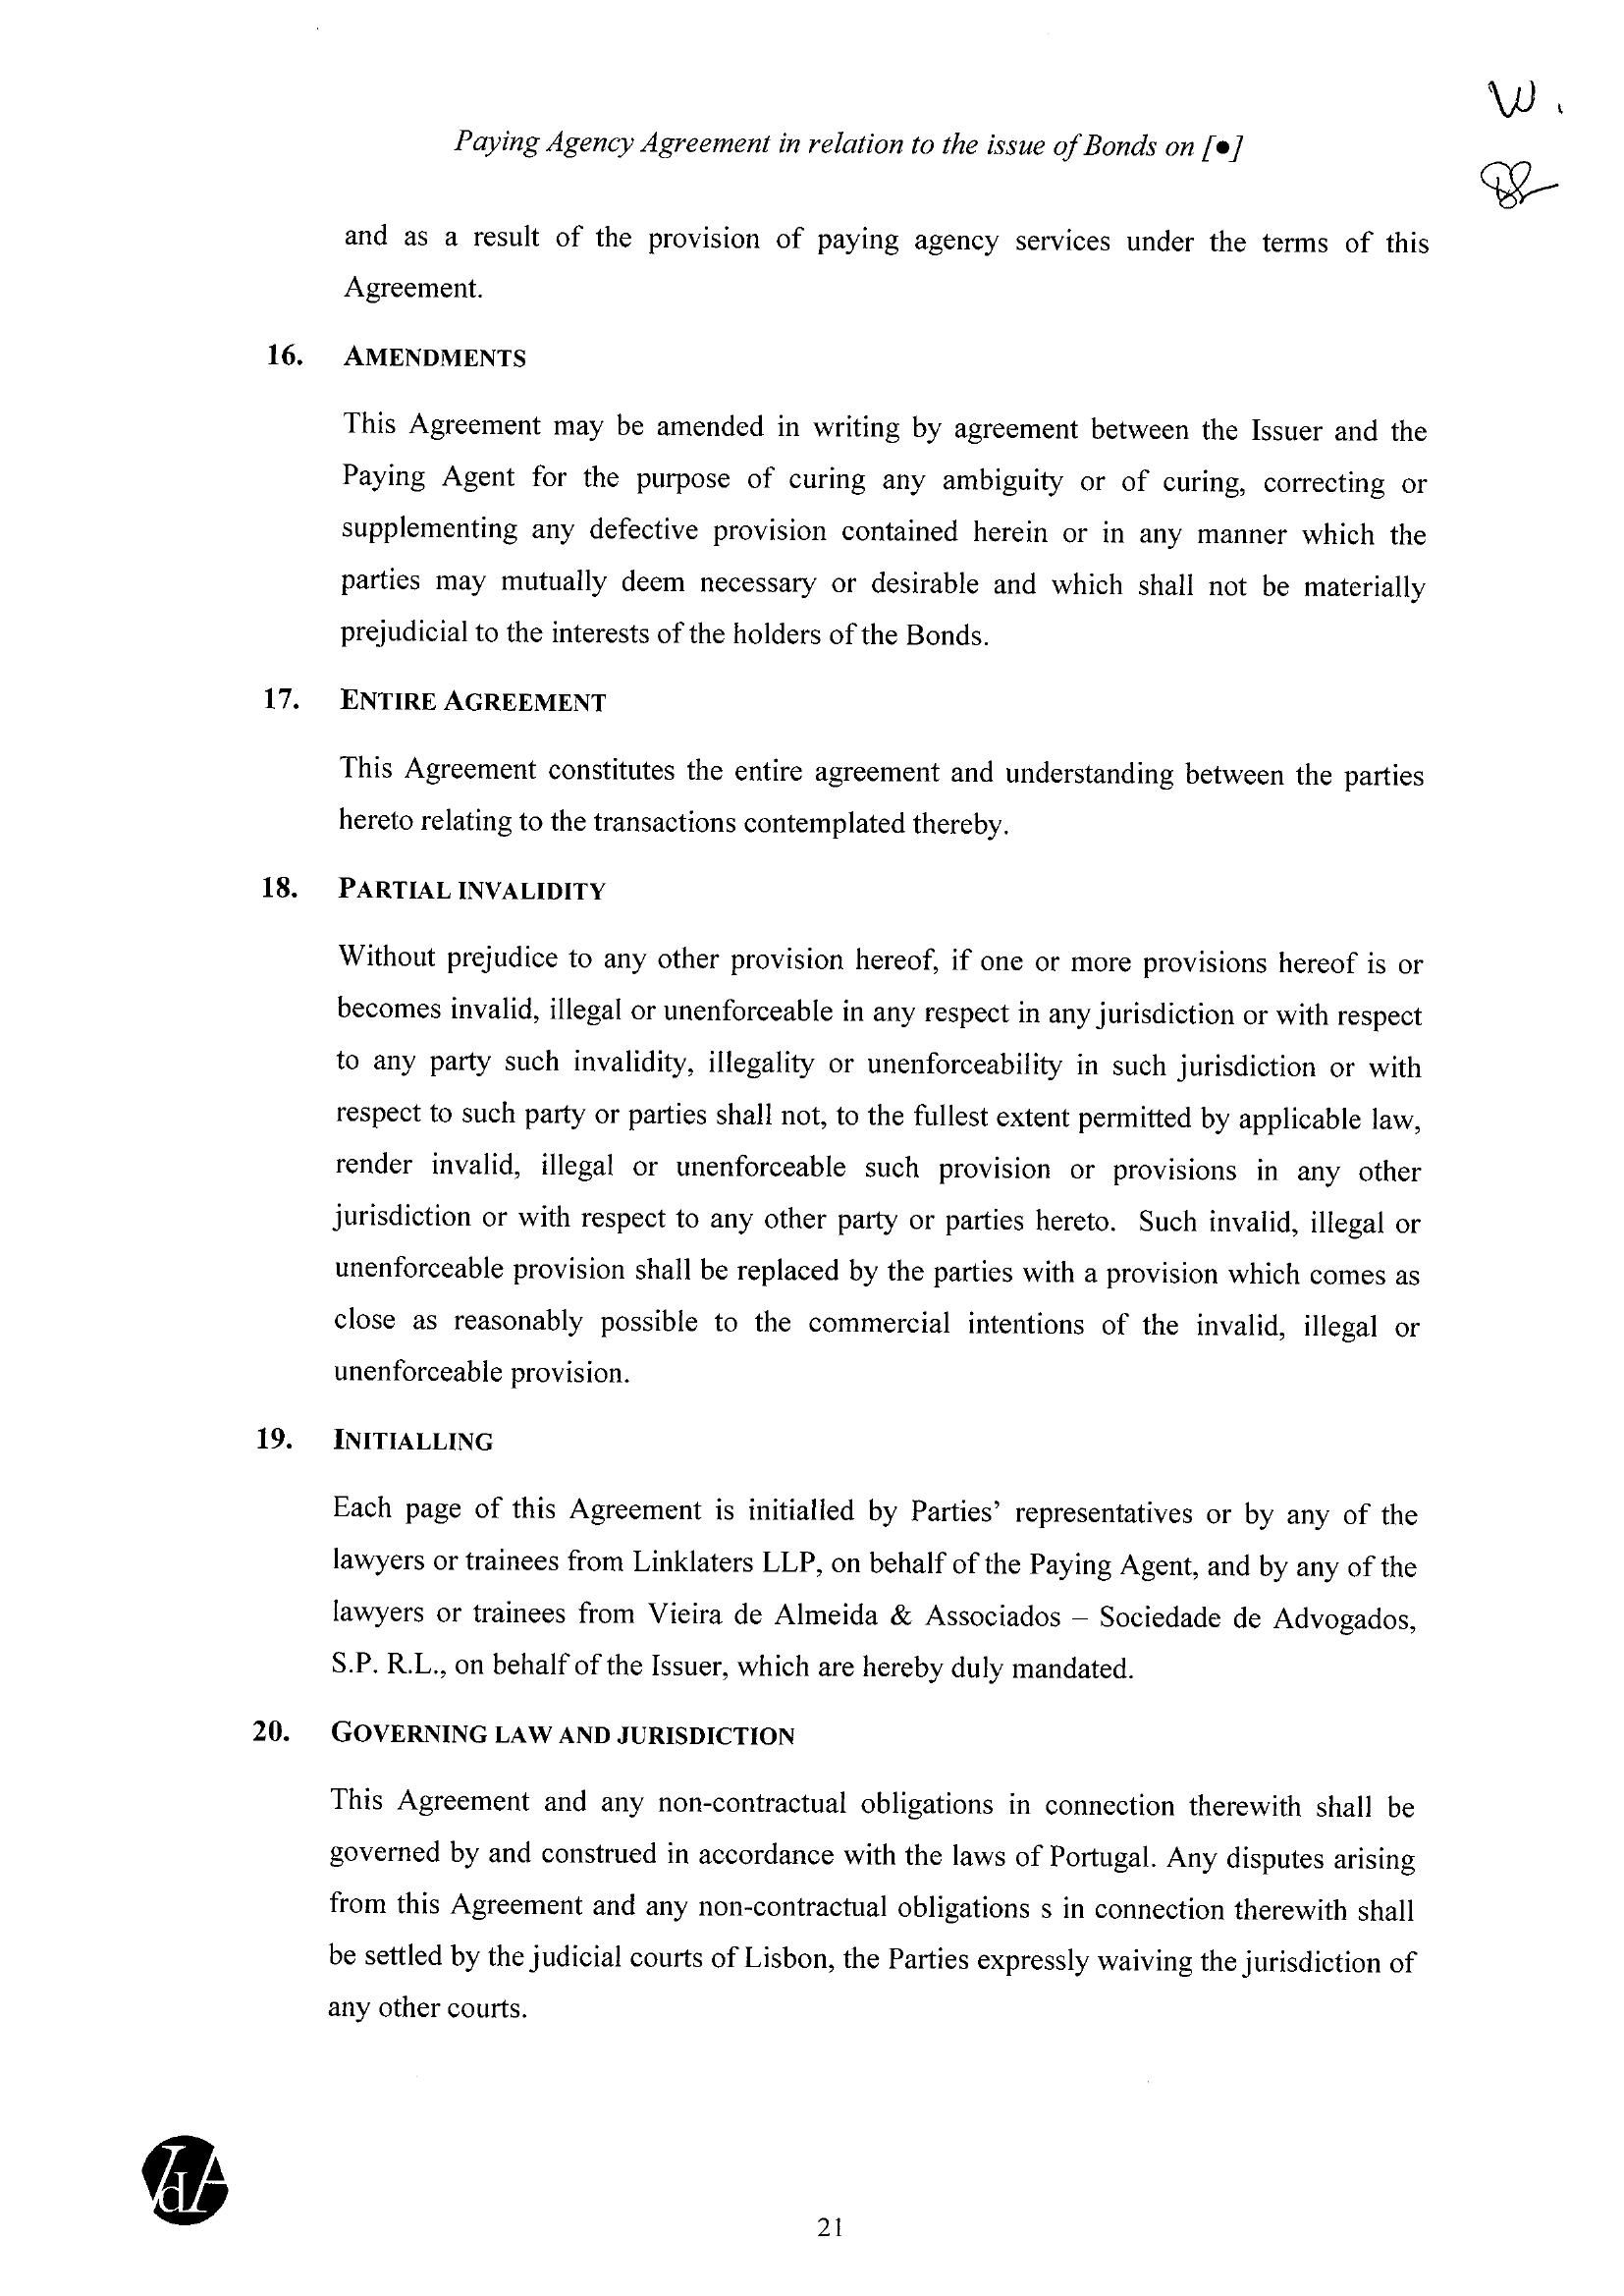 W.
Paying Agency Agreement in relation to the issue of Bonds on [●]
and as a result of the provision of paying agency services under the terms of this
Agreement.
16. AMENDMENTS
This Agreement may be amended in writing by agreement between the Issuer and the
Paying Agent for the purpose of curing any ambiguity or of curing, correcting or
supplementing any defective provision contained herein or in any manner which the
parties may mutually deem necessary or desirable and which shall not be materially
prejudicial to the interests of the holders of the Bonds.
17. ENTIRE AGREEMENT
This Agreement constitutes the entire agreement and understanding between the parties
hereto relating to the transactions contemplated thereby.
18. PARTIAL INVALIDITY
Without prejudice to any other provision hereof, if one or more provisions hereof is or
becomes invalid, illegal or unenforceable in any respect in any jurisdiction or with respect
to any party such invalidity, illegality or unenforceability in such jurisdiction or with
respect to such party or parties shall not, to the fullest extent permitted by applicable law,
render invalid, illegal or unenforceable such provision or provisions in any other
jurisdiction or with respect to any other party or parties hereto. Such invalid, illegal or
unenforceable provision shall be replaced by the parties with a provision which comes as
close as reasonably possible to the commercial intentions of the invalid, illegal or
unenforceable provision.
19. INITIALLING
Each page of this Agreement is initialled by Parties’ representatives or by any of the
lawyers or trainees from Linklaters LLP, on behalf of the Paying Agent, and by any of the
lawyers or trainees from Vieira de Almeida & Associados – Sociedade de Advogados,
S.P. R.L., on behalf of the Issuer, which are hereby duly mandated.
20. GOVERNING LAW AND JURISDICTION
This Agreement and any non-contractual obligations in connection therewith shall be
governed by and construed in accordance with the laws of Portugal. Any disputes arising
from this Agreement and any non-contractual obligations s in connection therewith shall
be settled by the judicial courts of Lisbon, the Parties expressly waiving the jurisdiction of
any other courts.
VdA
21